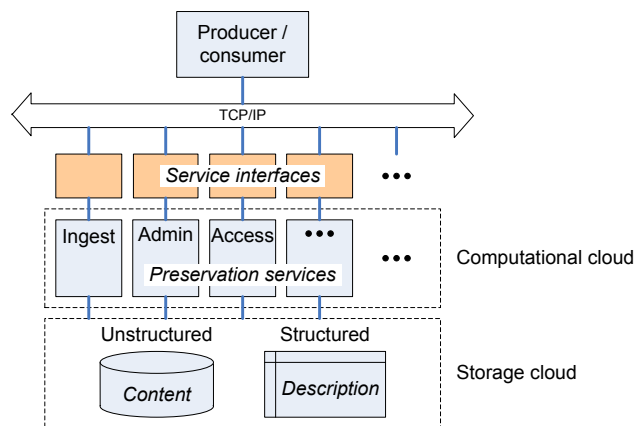 Producer /
consumer
TCP/IP
Service interfaces
•••
Ingest Admin Access •••
•••
Preservation services
Computational cloud
Unstructured Structured
Content Description
Storage cloud